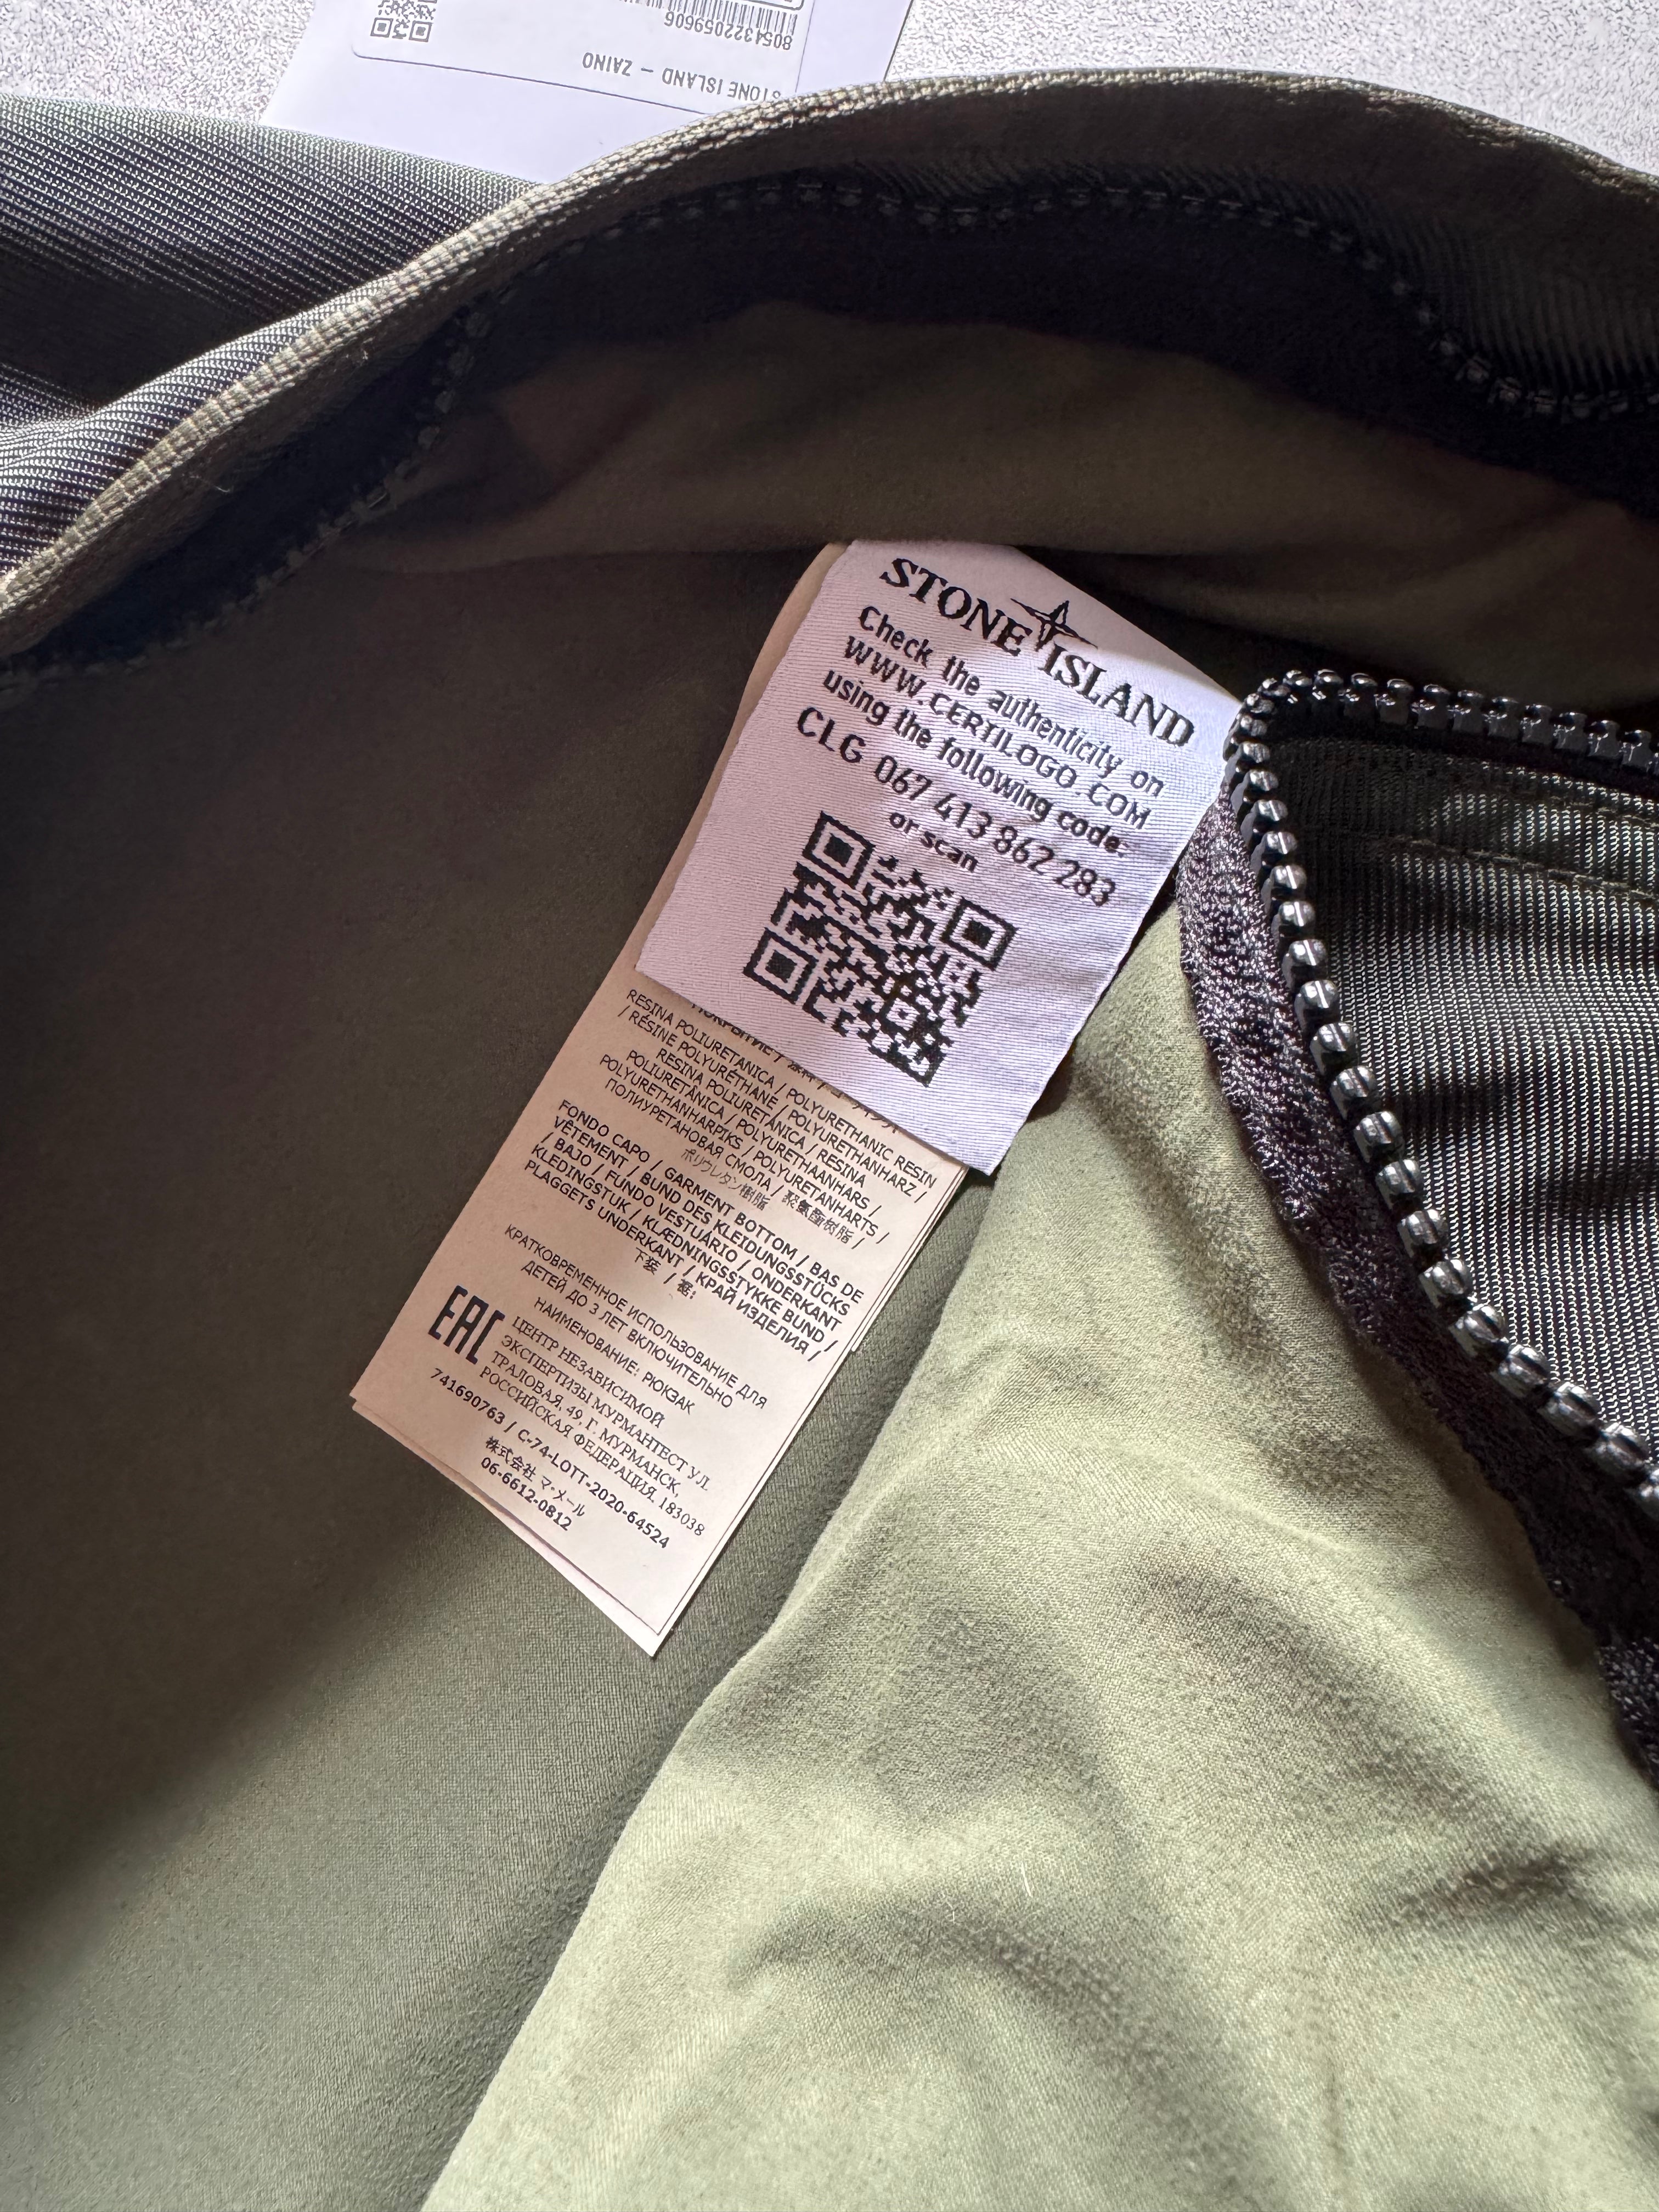 8054322059606
STONE ISLAND – ZAINO
STONE ISLAND
Check the authenticity on
WWW.CERTILOGO.COM
using the following code:
CLG 067 413 862 283
or scan
RESINA POLIURETANICA / POLYURETHANIC RESIN
/ RÉSINE POLYURÉTHANE / POLYURETHANHARZ /
RESINA POLIURETANICA / RESINA
POLIURETÂNICA / POLYURETHAANHARS /
POLYURETHANHARPIKS / POLYURETANHARTS /
ПОЛИУРЕТАНОВАЯ СМОЛА / 聚氨酯树脂 /
ポリウレタン樹脂
FONDO CAPO / GARMENT BOTTOM / BAS DE
VÊTEMENT / BUND DES KLEIDUNGSSTÜCKS
/ BAJO / FUNDO VESTUÁRIO / ONDERKANT
KLEDINGSTUK / KLÆDNINGSSTYKKE BUND /
PLAGGETS UNDERKANT / КРАЙ ИЗДЕЛИЯ /
下装 / 裾:
КРАТКОВРЕМЕННОЕ ИСПОЛЬЗОВАНИЕ ДЛЯ
ДЕТЕЙ ДО 3 ЛЕТ ВКЛЮЧИТЕЛЬНО
НАИМЕНОВАНИЕ: РЮКЗАК
EAC
ЦЕНТР НЕЗАВИСИМОЙ
ЭКСПЕРТИЗЫ МУРМАНТЕСТ УЛ.
ТРАЛОВАЯ, 49, Г. МУРМАНСК,
РОССИЙСКАЯ ФЕДЕРАЦИЯ. 183038
741690763 / C-74-LOTT-2020-64524
株式会社 マ・メール
06-6612-0812